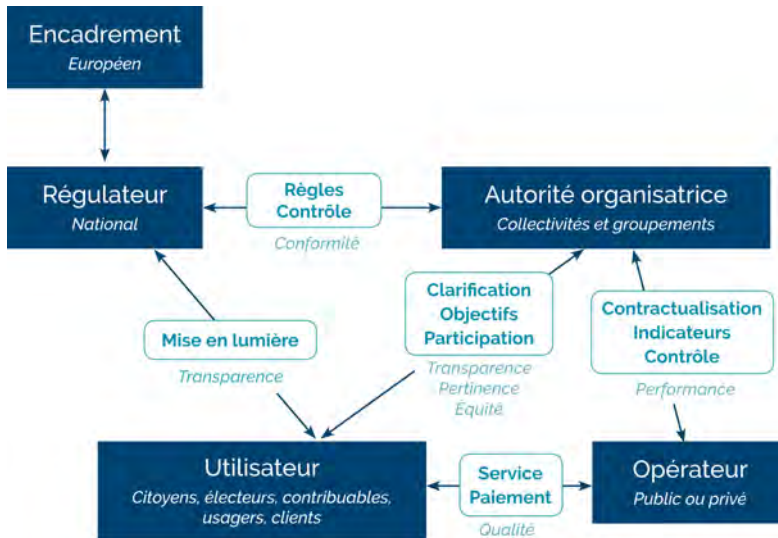 Encadrement
Européen
Régulateur
National
Règles
Contrôle
Conformité
Autorité organisatrice
Collectivités et groupements
Mise en lumière
Transparence
Clarification
Objectifs
Participation
Transparence
Pertinence
Équité
Contractualisation
Indicateurs
Contrôle
Performance
Utilisateur
Citoyens, électeurs, contribuables,
usagers, clients
Service
Paiement
Qualité
Opérateur
Public ou privé